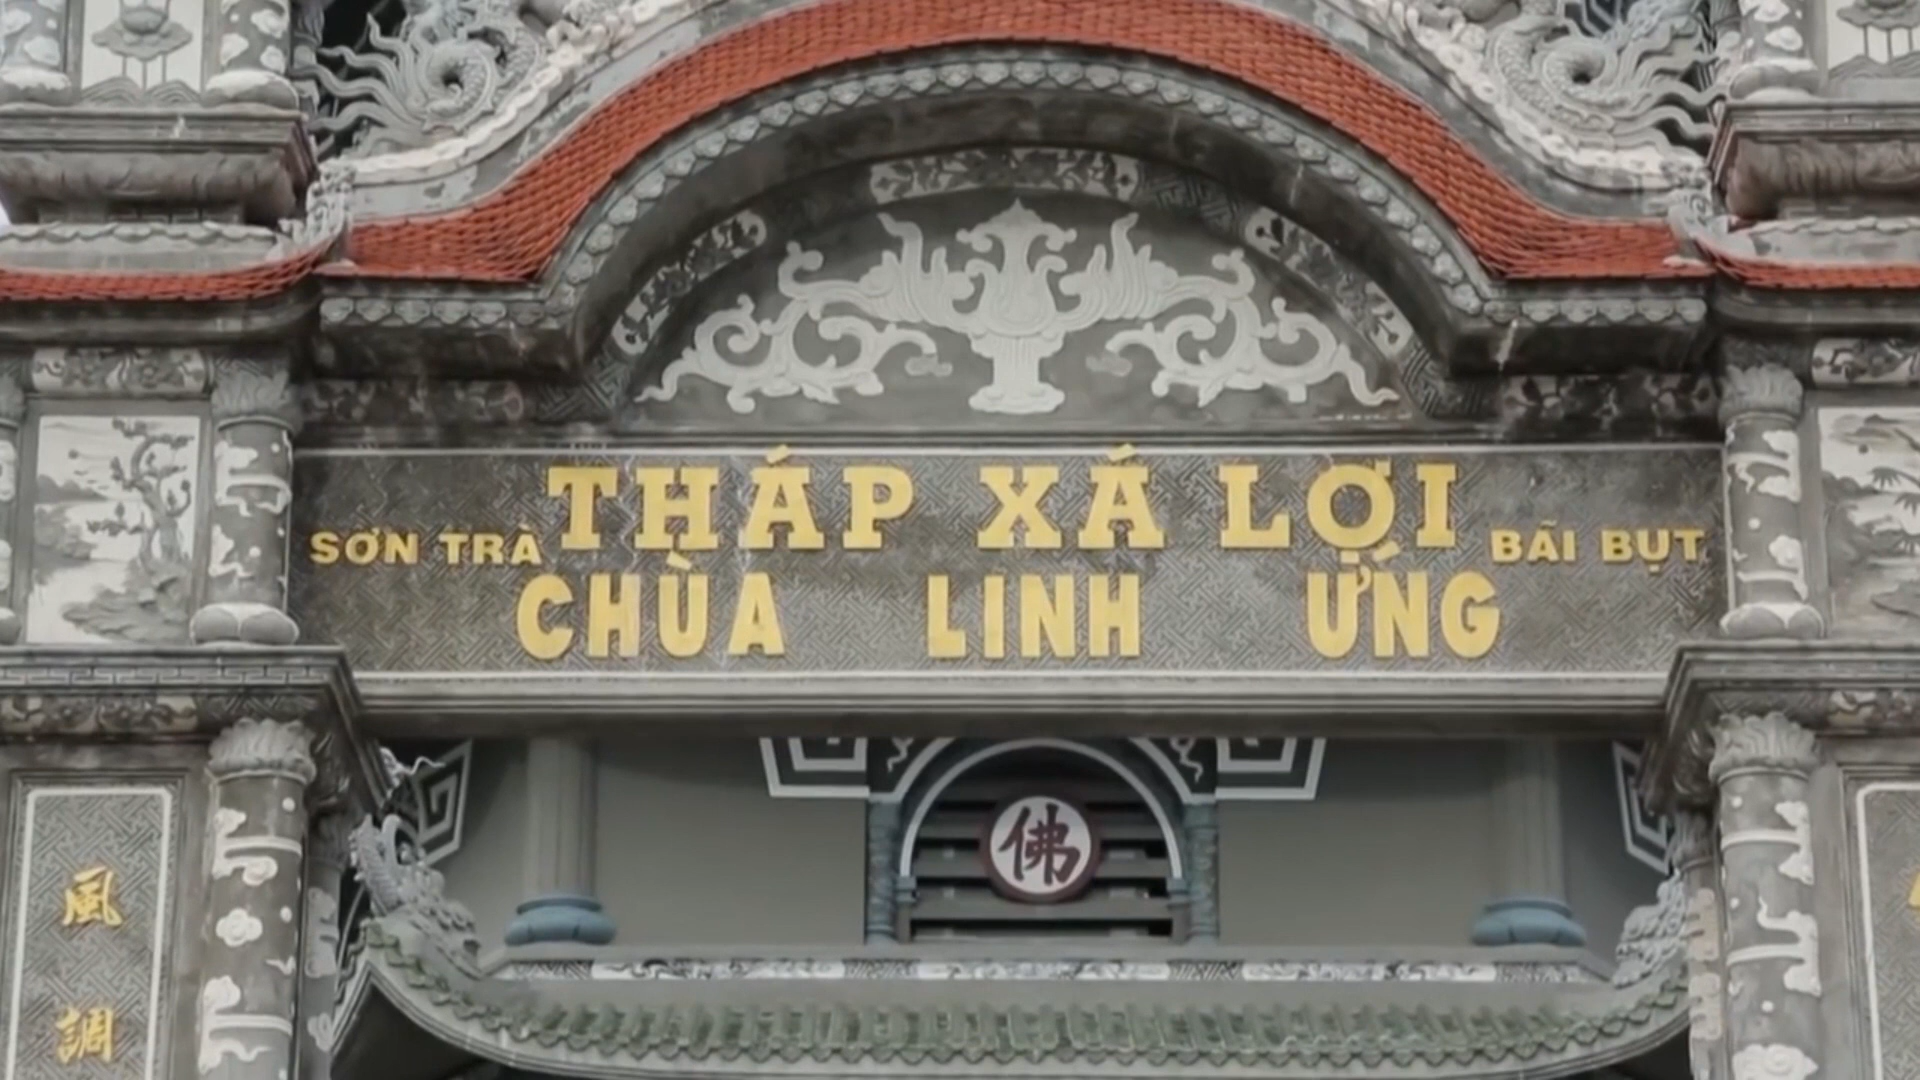 THÁP XÁ LỢI
SƠN TRÀ
BÃI BỤT
CHÙA LINH ỨNG
佛
風
調